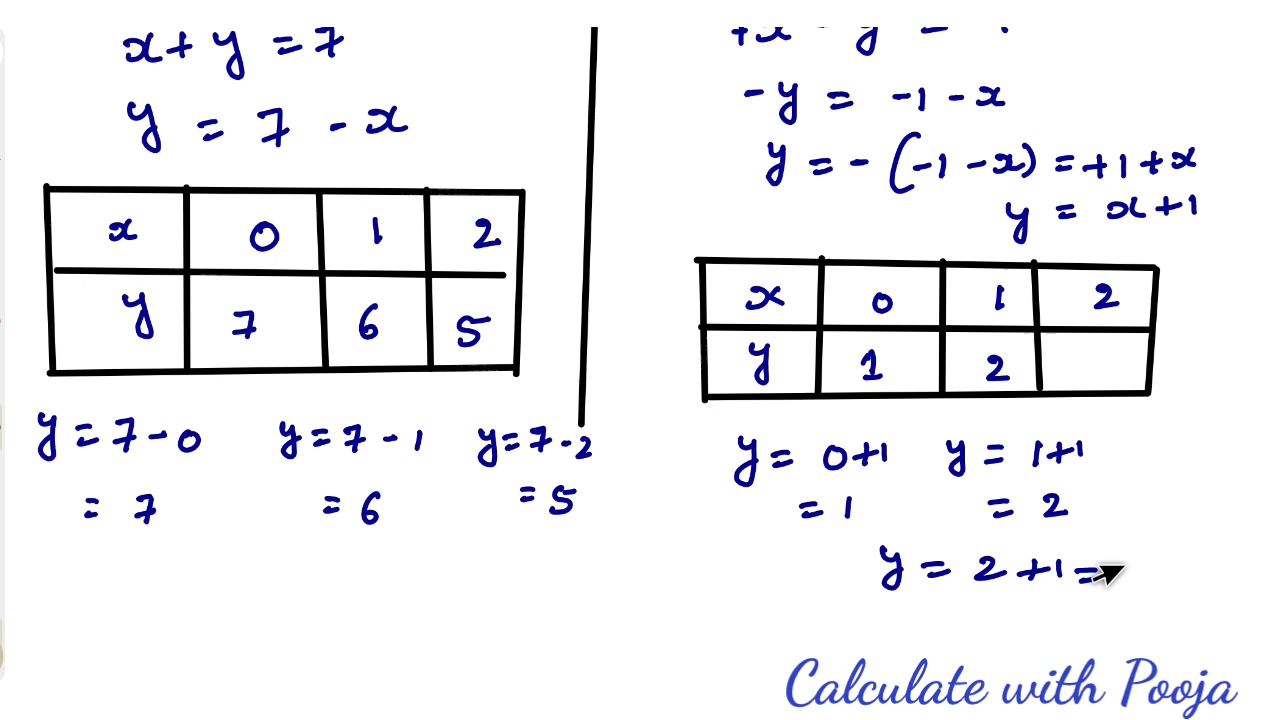 x + y = 7
y = 7 - x
x 0 1 2
y 7 6 5
y = 7 - 0 y = 7 - 1 y = 7 - 2
= 7 = 6 = 5
- y = -1 - x
y = - (-1 - x) = +1 + x
y = x + 1
x 0 1 2
y 1 2
y = 0+1 y = 1+1
= 1 = 2
y = 2 +1 =
Calculate with Pooja